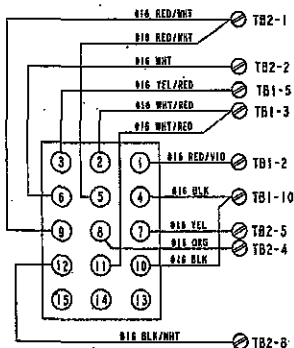 #16 RED/WHT TB2-1
#16 RED/WHT
#16 WHT TB2-2
#16 YEL/RED TB1-5
#16 WHT/RED TB1-3
#16 WHT/RED
3 2 1 #16 RED/VIO TB1-2
6 5 4 #16 BLK TB1-10
9 8 7 #16 YEL TB2-5
#16 ORG TB2-4
12 11 10 #16 BLK
15 14 13
#16 BLK/WHT TB2-8